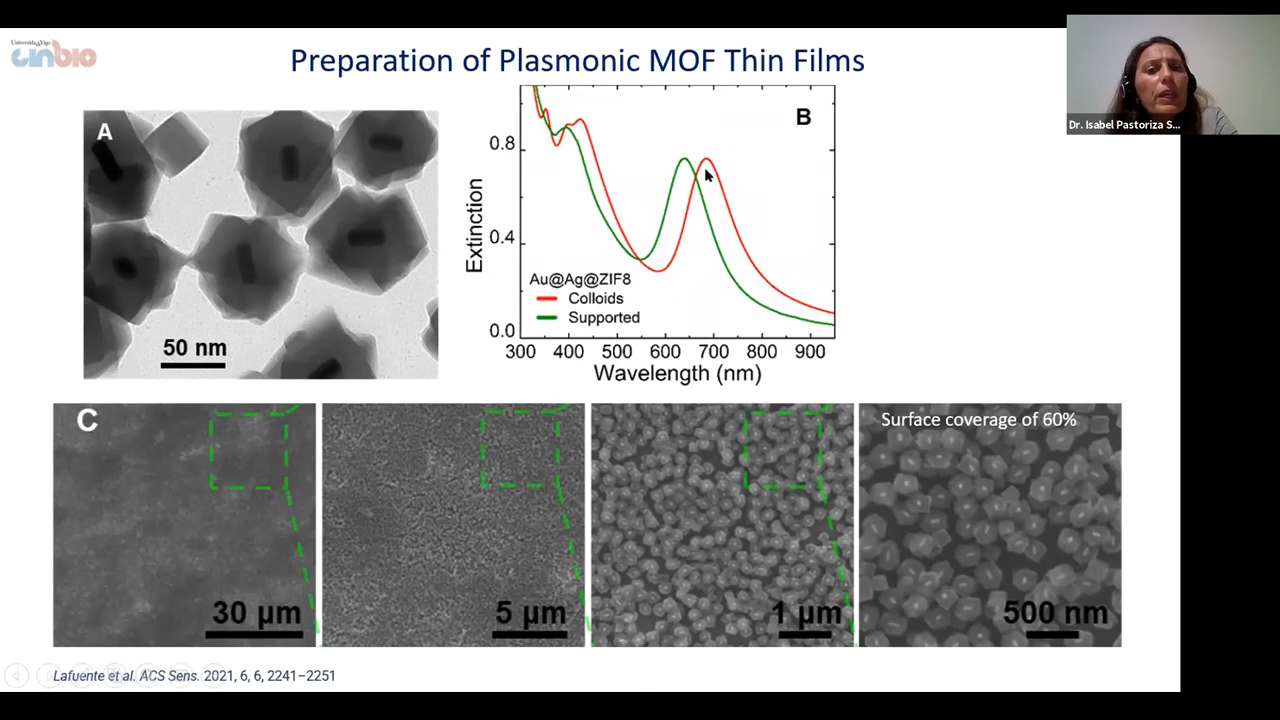 Universidade Vigo
cinbio
Preparation of Plasmonic MOF Thin Films
Dr. Isabel Pastoriza S...
A
50 nm
B
Extinction
0.8
0.4
0.0
Au@Ag@ZIF8
Colloids
Supported
300 400 500 600 700 800 900
Wavelength (nm)
C
30 µm
5 µm
1 µm
Surface coverage of 60%
500 nm
Lafuente et al. ACS Sens. 2021, 6, 6, 2241–2251